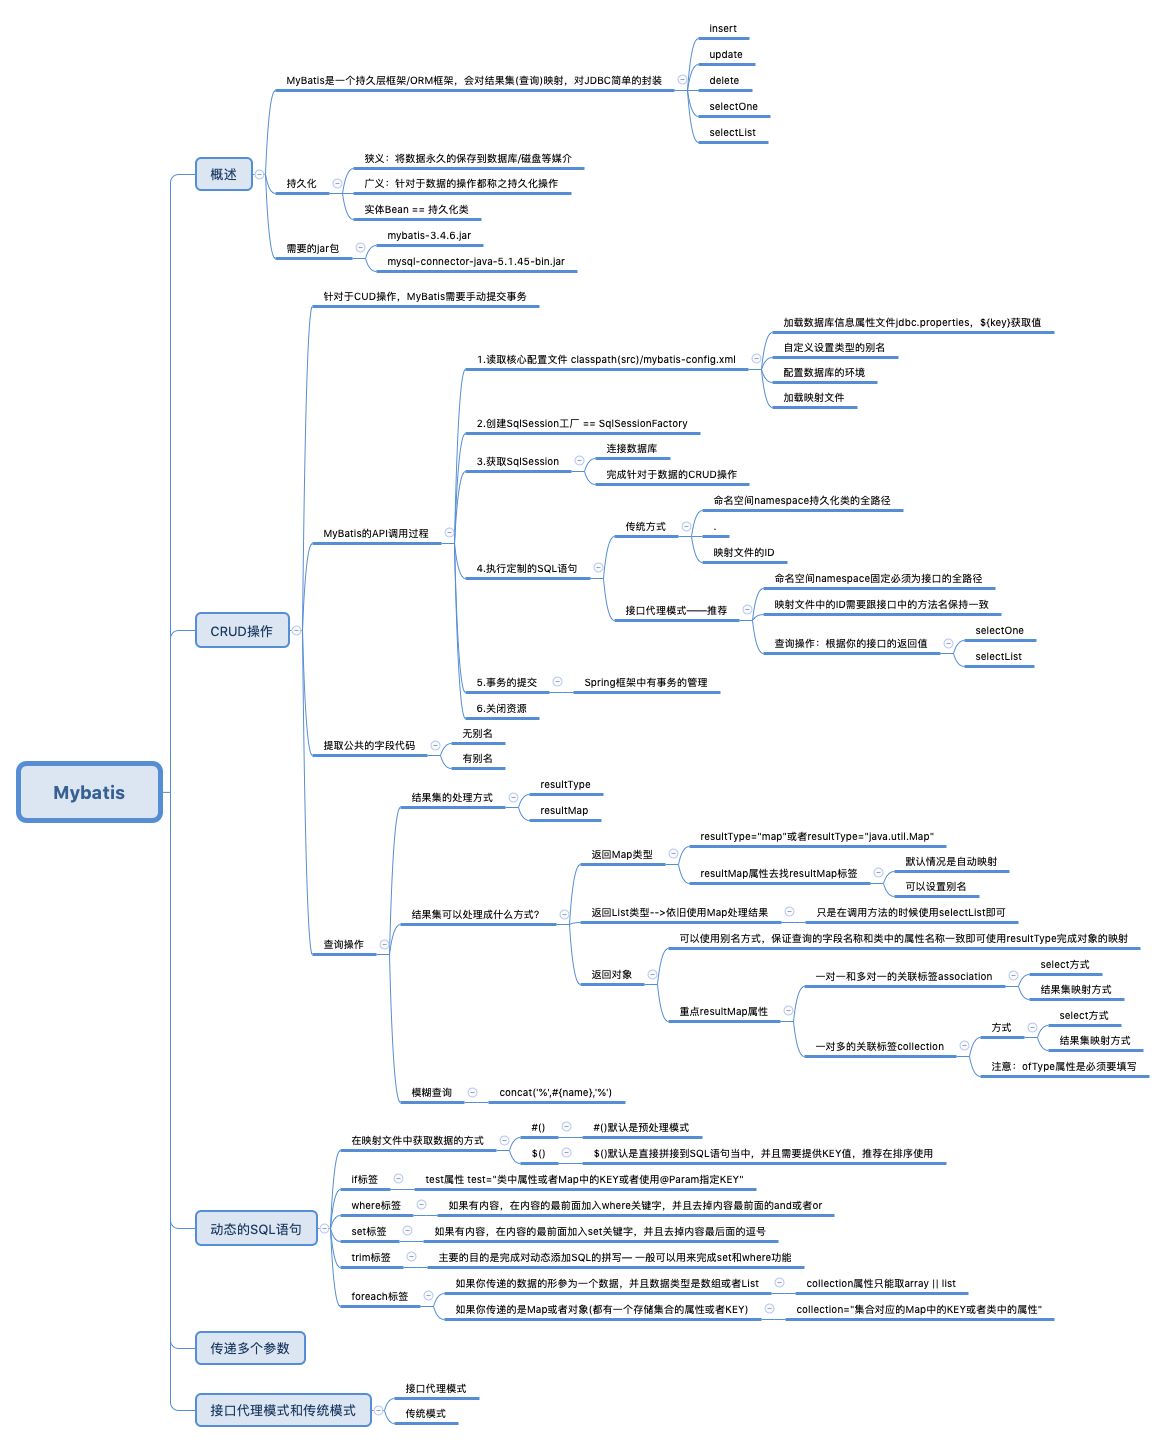 Mybatis
概述
MyBatis是一个持久层框架/ORM框架，会对结果集(查询)映射，对JDBC简单的封装
insert
update
delete
selectOne
selectList
持久化
狭义：将数据永久的保存到数据库/磁盘等媒介
广义：针对于数据的操作都称之持久化操作
实体Bean == 持久化类
需要的jar包
mybatis-3.4.6.jar
mysql-connector-java-5.1.45-bin.jar
CRUD操作
针对于CUD操作，MyBatis需要手动提交事务
MyBatis的API调用过程
1.读取核心配置文件 classpath(src)/mybatis-config.xml
加载数据库信息属性文件jdbc.properties，${key}获取值
自定义设置类型的别名
配置数据库的环境
加载映射文件
2.创建SqlSession工厂 == SqlSessionFactory
3.获取SqlSession
连接数据库
完成针对于数据的CRUD操作
4.执行定制的SQL语句
传统方式
命名空间namespace持久化类的全路径
.
映射文件的ID
接口代理模式——推荐
命名空间namespace固定必须为接口的全路径
映射文件中的ID需要跟接口中的方法名保持一致
查询操作：根据你的接口的返回值
selectOne
selectList
5.事务的提交
Spring框架中有事务的管理
6.关闭资源
提取公共的字段代码
无别名
有别名
查询操作
结果集的处理方式
resultType
resultMap
结果集可以处理成什么方式?
返回Map类型
resultType="map"或者resultType="java.util.Map"
resultMap属性去找resultMap标签
默认情况是自动映射
可以设置别名
返回List类型-->依旧使用Map处理结果
只是在调用方法的时候使用selectList即可
返回对象
可以使用别名方式，保证查询的字段名称和类中的属性名称一致即可使用resultType完成对象的映射
重点resultMap属性
一对一和多对一的关联标签association
select方式
结果集映射方式
一对多的关联标签collection
方式
select方式
结果集映射方式
注意：ofType属性是必须要填写
模糊查询
concat('%',#{name},'%')
动态的SQL语句
在映射文件中获取数据的方式
#()
#()默认是预处理模式
$()
$()默认是直接拼接到SQL语句当中，并且需要提供KEY值，推荐在排序使用
if标签
test属性 test="类中属性或者Map中的KEY或者使用@Param指定KEY"
where标签
如果有内容，在内容的最前面加入where关键字，并且去掉内容最前面的and或者or
set标签
如果有内容，在内容的最前面加入set关键字，并且去掉内容最后面的逗号
trim标签
主要的目的是完成对动态添加SQL的拼写— 一般可以用来完成set和where功能
foreach标签
如果你传递的数据的形参为一个数据，并且数据类型是数组或者List
collection属性只能取array || list
如果你传递的是Map或者对象(都有一个存储集合的属性或者KEY)
collection="集合对应的Map中的KEY或者类中的属性"
传递多个参数
接口代理模式和传统模式
接口代理模式
传统模式